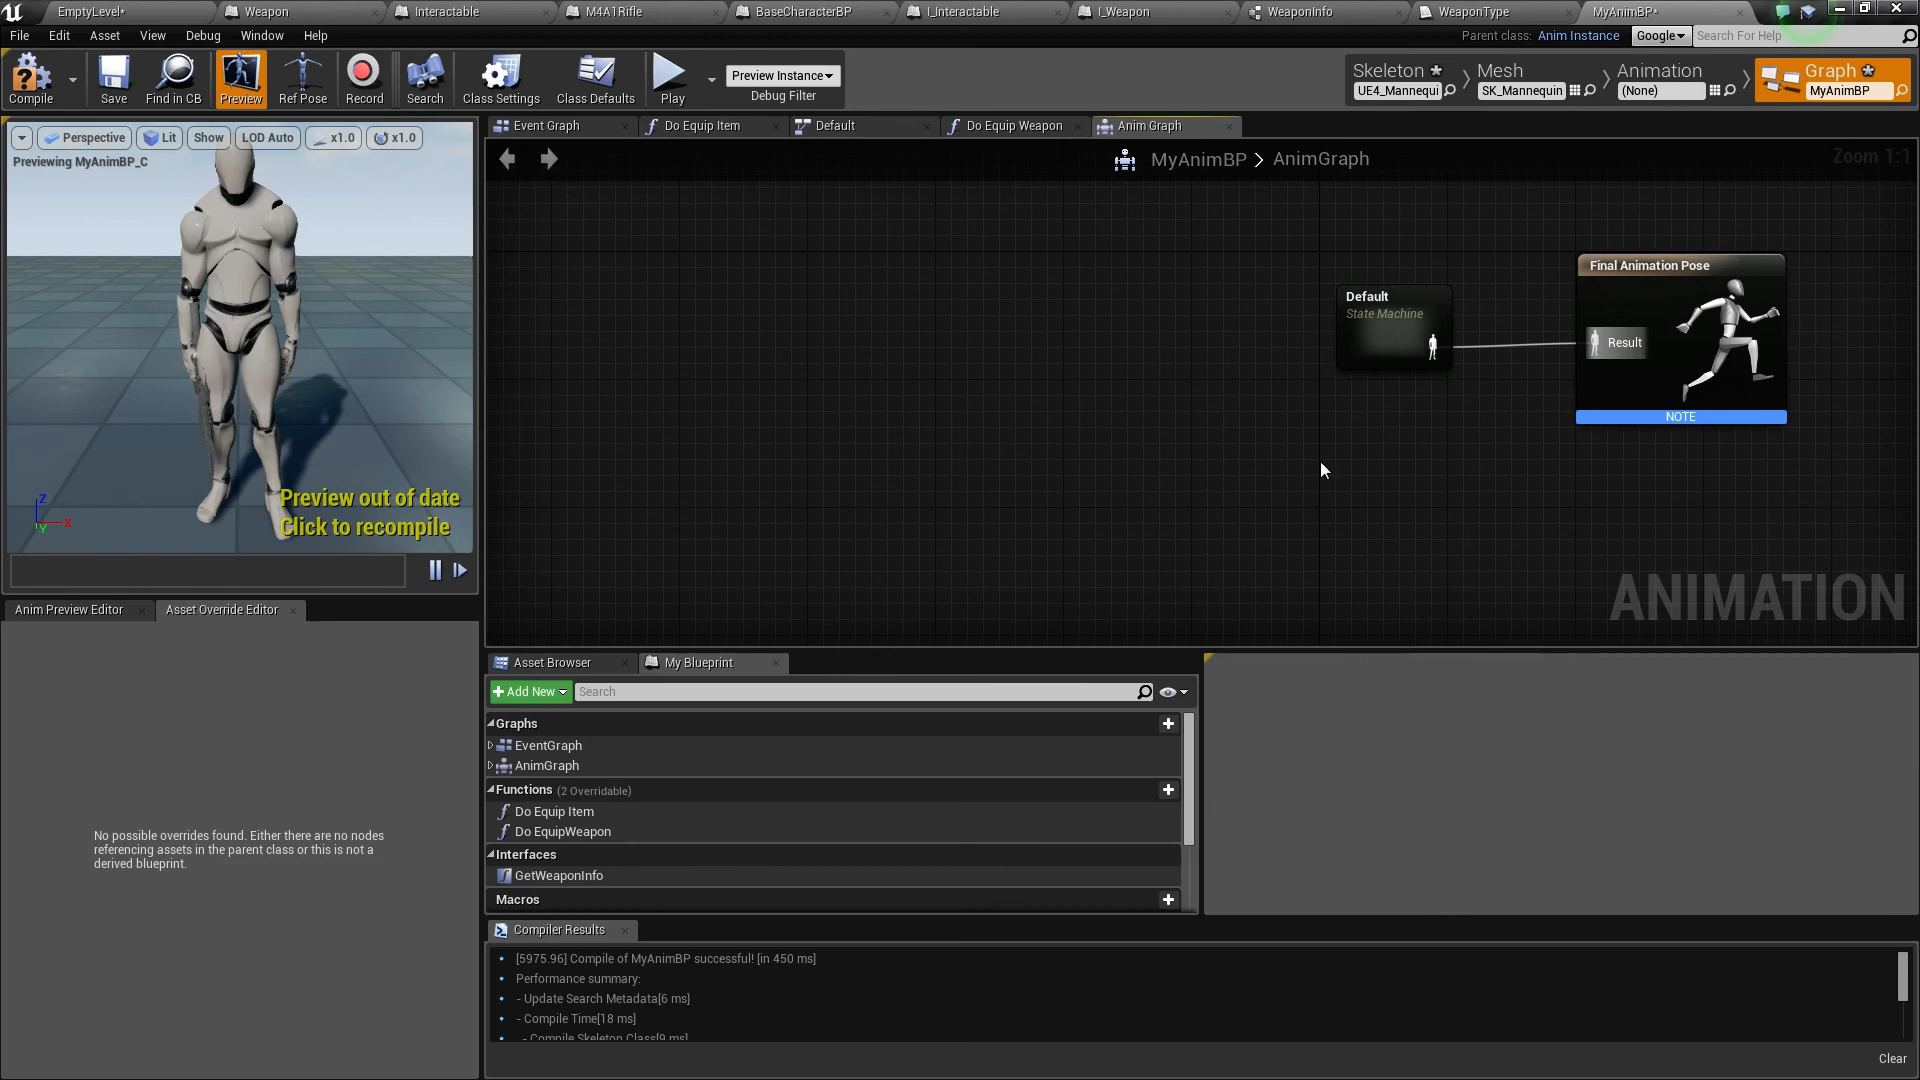 EmptyLevel*
Weapon
Interactable
M4A1Rifle
BaseCharacterBP
I_Interactable
I_Weapon
WeaponInfo
WeaponType
MyAnimBP*
File Edit Asset View Debug Window Help
Parent class: Anim Instance
Google
Search For Help
Compile
Save
Find in CB
Preview
Ref Pose
Record
Search
Class Settings
Class Defaults
Play
Preview Instance
Debug Filter
Skeleton
UE4_Mannequi
Mesh
SK_Mannequin
Animation
(None)
Graph
MyAnimBP
Perspective
Lit
Show
LOD Auto
x1.0
x1.0
Previewing MyAnimBP_C
Preview out of date
Click to recompile
Z
X
Y
Event Graph
Do Equip Item
Default
Do Equip Weapon
Anim Graph
MyAnimBP > AnimGraph
Zoom 1:1
Default
State Machine
Final Animation Pose
Result
NOTE
ANIMATION
Anim Preview Editor
Asset Override Editor
No possible overrides found. Either there are no nodes
referencing assets in the parent class or this is not a
derived blueprint.
Asset Browser
My Blueprint
+ Add New
Search
Graphs
EventGraph
AnimGraph
Functions (2 Overridable)
Do Equip Item
Do EquipWeapon
Interfaces
GetWeaponInfo
Macros
Compiler Results
[5975.96] Compile of MyAnimBP successful! [in 450 ms]
Performance summary:
- Update Search Metadata[6 ms]
- Compile Time[18 ms]
- Compile Skeleton Class[9 ms]
Clear